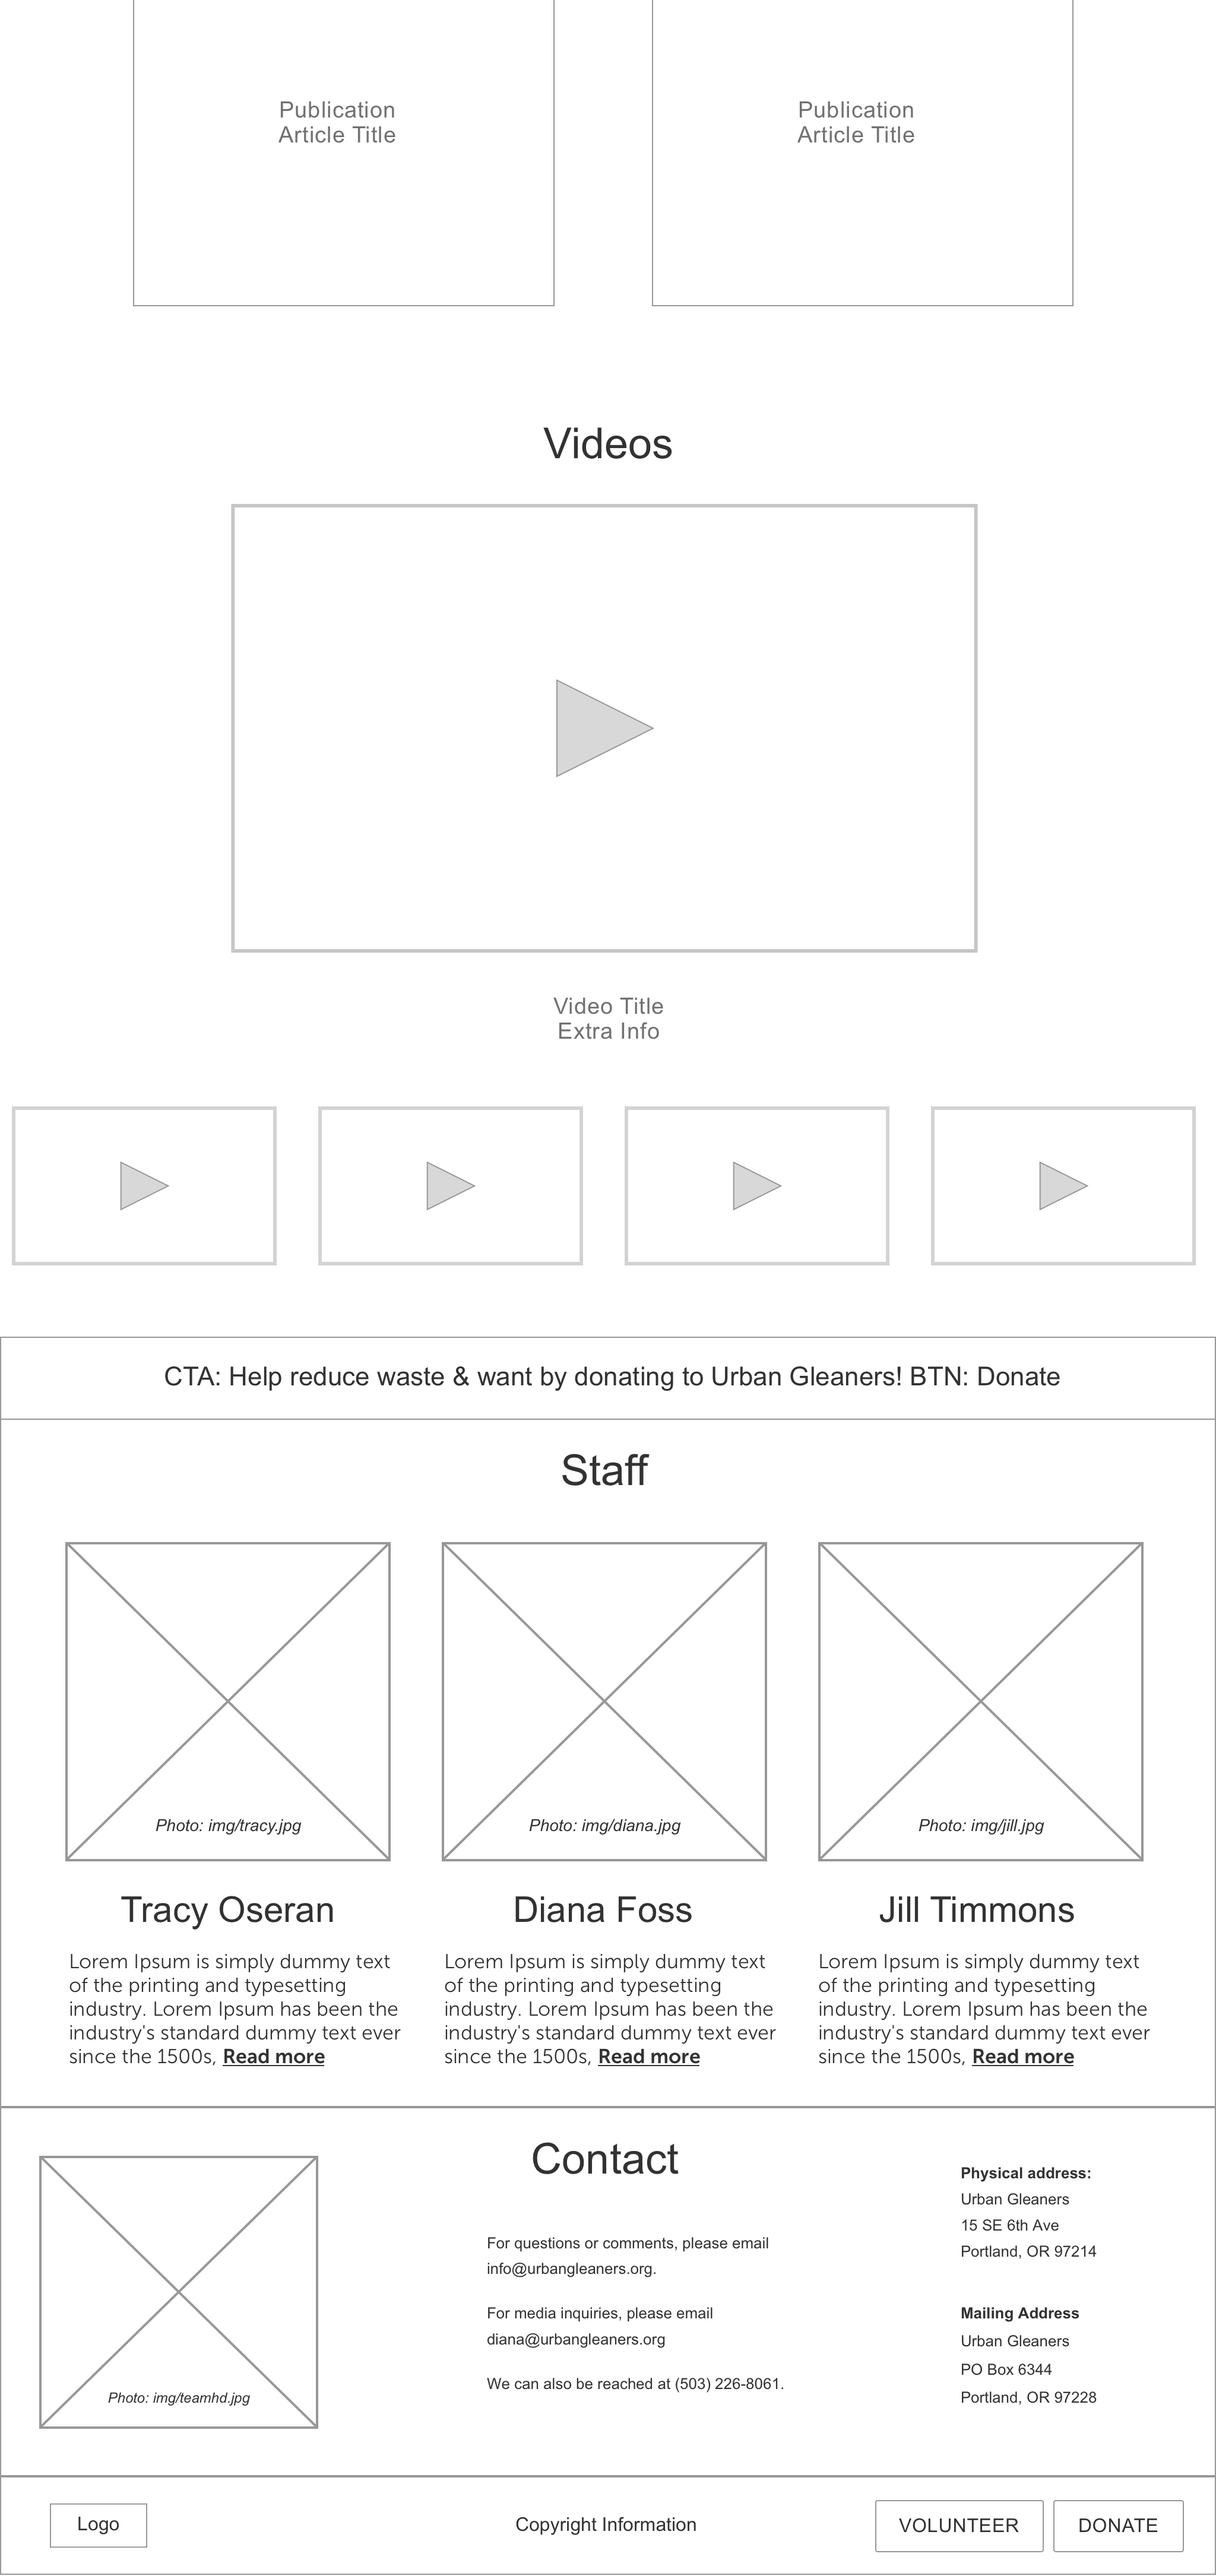 Publication
Article Title
Publication
Article Title
Videos
Video Title
Extra Info
CTA: Help reduce waste & want by donating to Urban Gleaners! BTN: Donate
Staff
Photo: img/tracy.jpg
Photo: img/diana.jpg
Photo: img/jill.jpg
Tracy Oseran
Lorem Ipsum is simply dummy text
of the printing and typesetting
industry. Lorem Ipsum has been the
industry's standard dummy text ever
since the 1500s, Read more
Diana Foss
Lorem Ipsum is simply dummy text
of the printing and typesetting
industry. Lorem Ipsum has been the
industry's standard dummy text ever
since the 1500s, Read more
Jill Timmons
Lorem Ipsum is simply dummy text
of the printing and typesetting
industry. Lorem Ipsum has been the
industry's standard dummy text ever
since the 1500s, Read more
Photo: img/teamhd.jpg
Contact
For questions or comments, please email
info@urbangleaners.org.
For media inquiries, please email
diana@urbangleaners.org
We can also be reached at (503) 226-8061.
Physical address:
Urban Gleaners
15 SE 6th Ave
Portland, OR 97214
Mailing Address
Urban Gleaners
PO Box 6344
Portland, OR 97228
Logo
Copyright Information
VOLUNTEER
DONATE